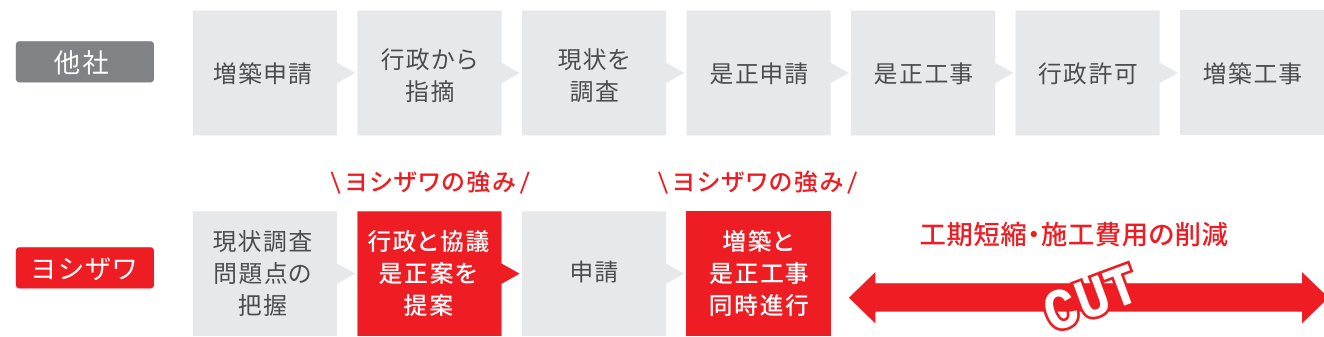 他社
増築申請
行政から
指摘
現状を
調査
是正申請
是正工事
行政許可
増築工事
\ヨシザワの強み/
\ヨシザワの強み/
ヨシザワ
現状調査
問題点の
把握
行政と協議
是正案を
提案
申請
増築と
是正工事
同時進行
工期短縮・施工費用の削減
CUT